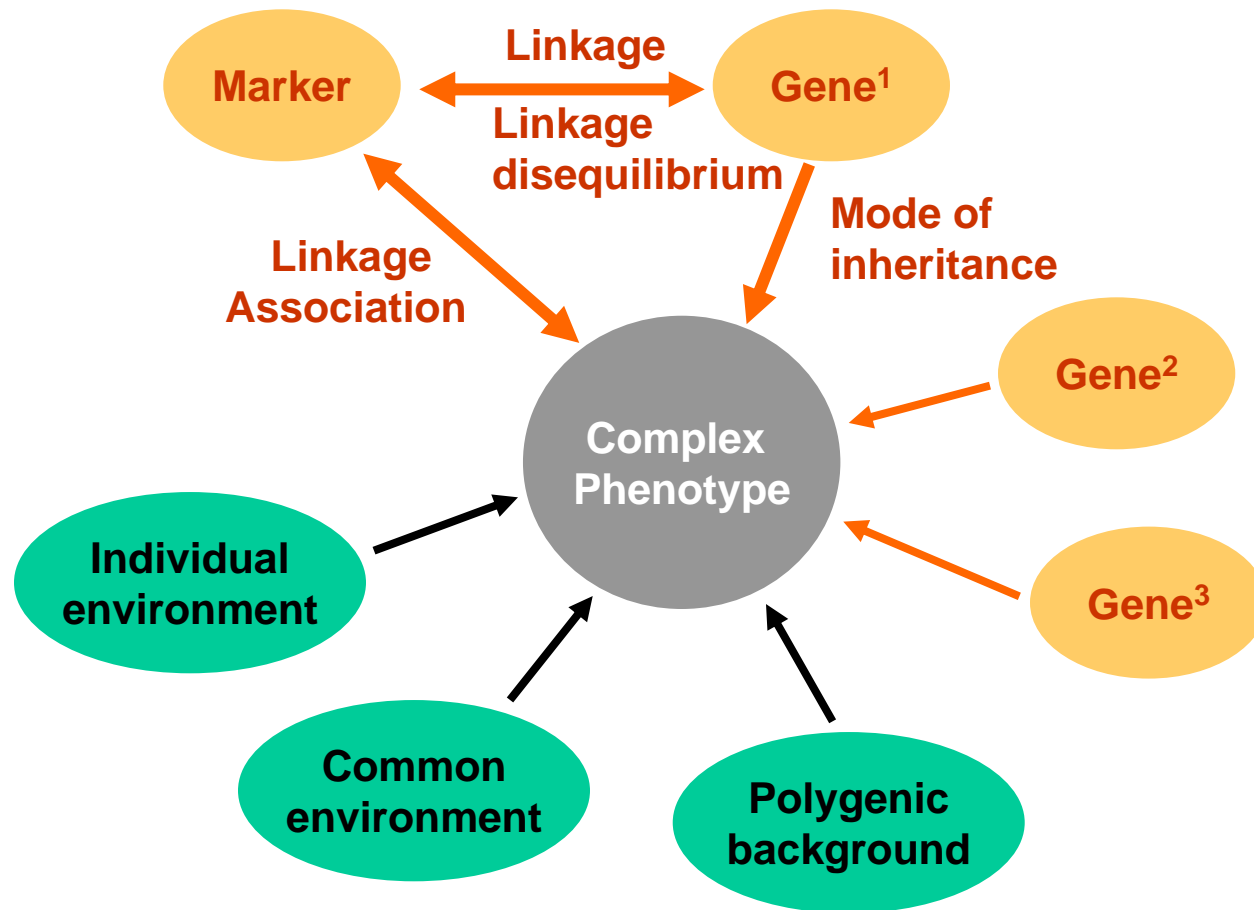 Linkage
Marker
Gene¹
Linkage
disequilibrium
Mode of
inheritance
Linkage
Association
Gene²
Complex
Phenotype
Individual
environment
Gene³
Common
environment
Polygenic
background